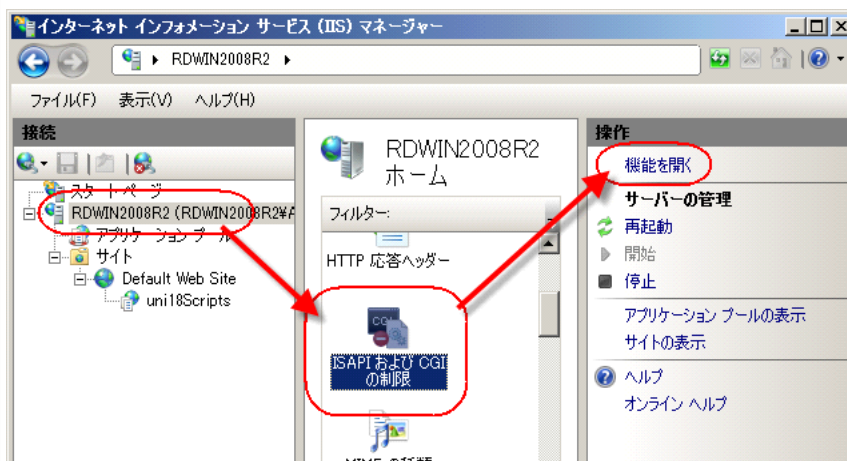 インターネット インフォメーション サービス (IIS) マネージャー
RDWIN2008R2
ファイル(F) 表示(V) ヘルプ(H)
接続
スタート ページ
RDWIN2008R2 (RDWIN2008R2¥A
アプリケーション プール
サイト
Default Web Site
uni18Scripts
RDWIN2008R2
ホーム
フィルター:
HTTP 応答ヘッダー
CGI
ISAPI および CGI
の制限
操作
機能を開く
サーバーの管理
再起動
開始
停止
アプリケーション プールの表示
サイトの表示
ヘルプ
オンライン ヘルプ